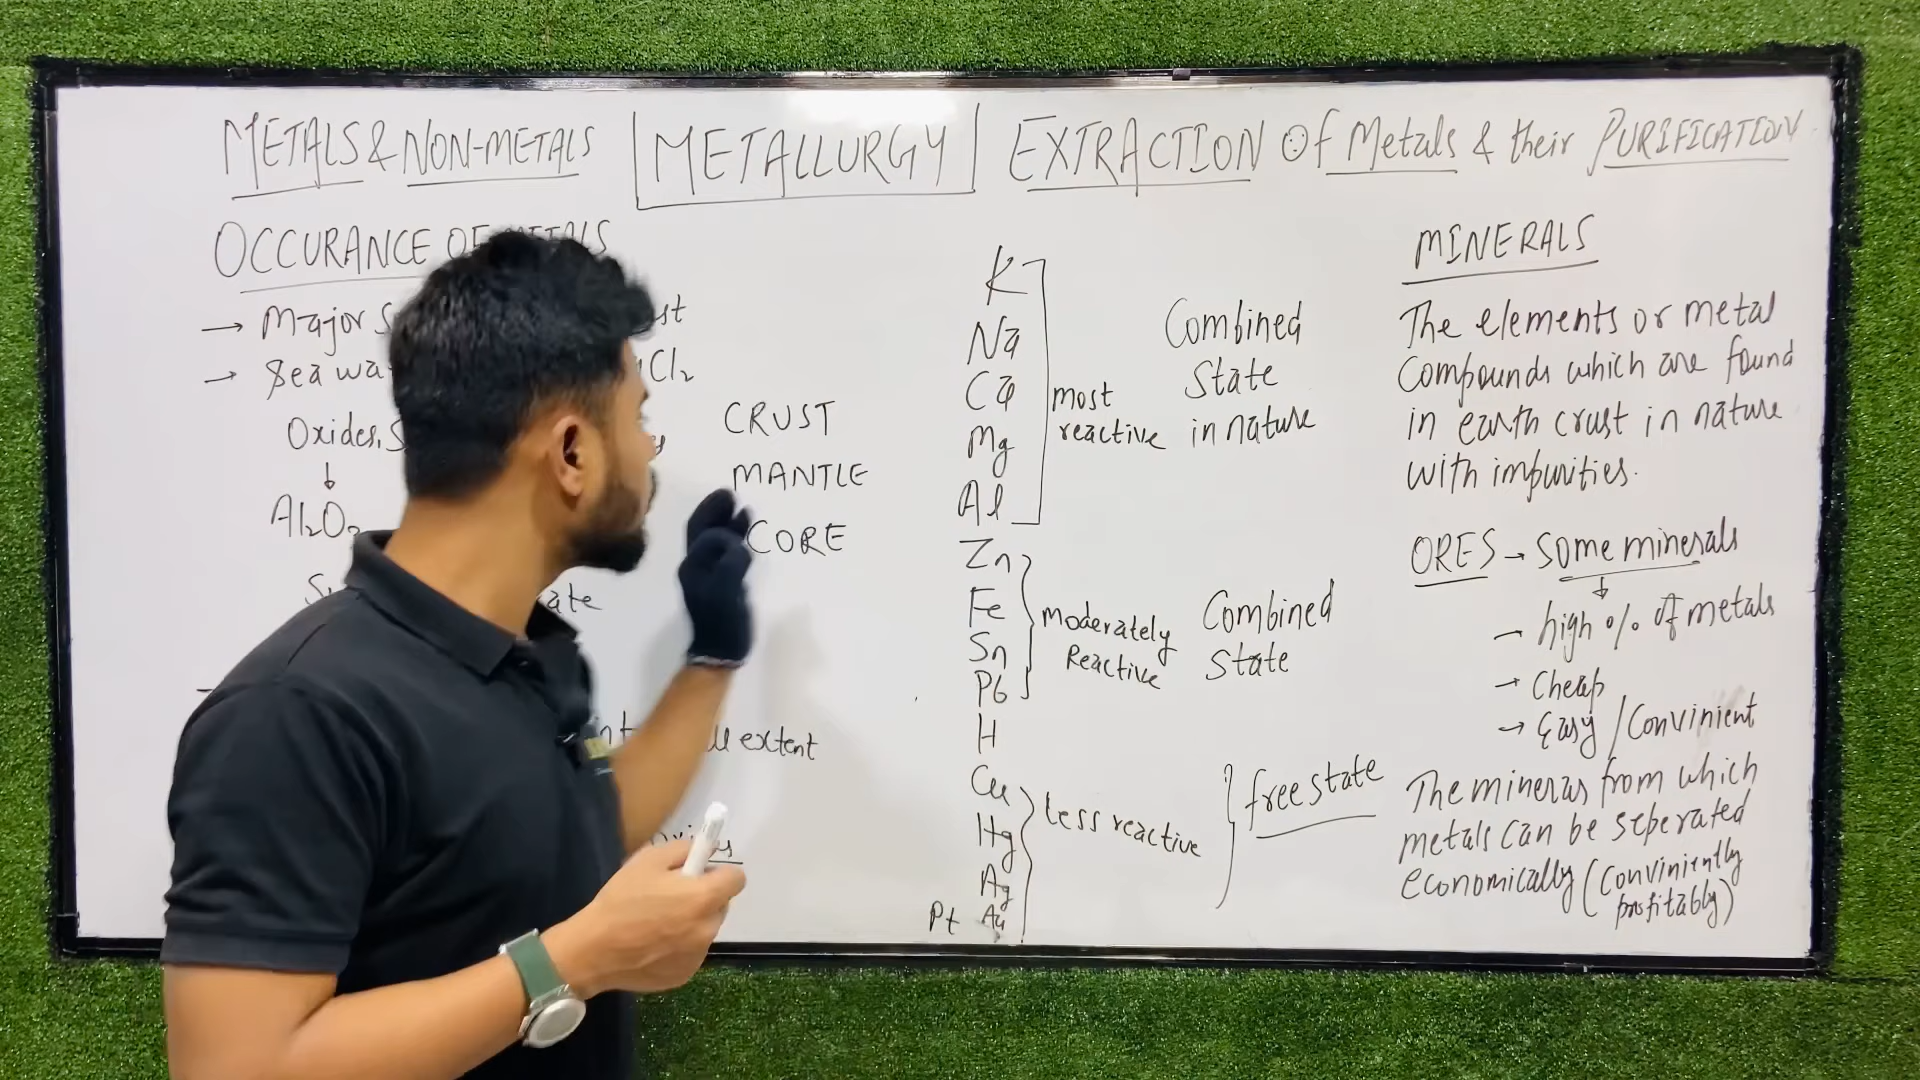 METALS & NON-METALS
METALLURGY
EXTRACTION Of Metals & their PURIFICATION
OCCURANCE OF METALS
→ Major
→ Sea wa Cl₂
Oxides, S
↓
Al₂O₃
extent
CRUST
MANTLE
CORE
K
Na
Ca
Mg
Al
most
reactive
Combined
State
in nature
Zn
Fe
Sn
Pb
moderately
Reactive
Combined
State
H
Cu
Hg
Ag
Pt Au
Less reactive
free state
MINERALS
The elements or metal
Compounds which are found
in earth crust in nature
with impurities.
ORES → Some minerals
↓
→ high % of metals
→ Cheap
→ Easy / Convinient
The mineras from which
metals can be seperated
economically (Conviniently
profitably)